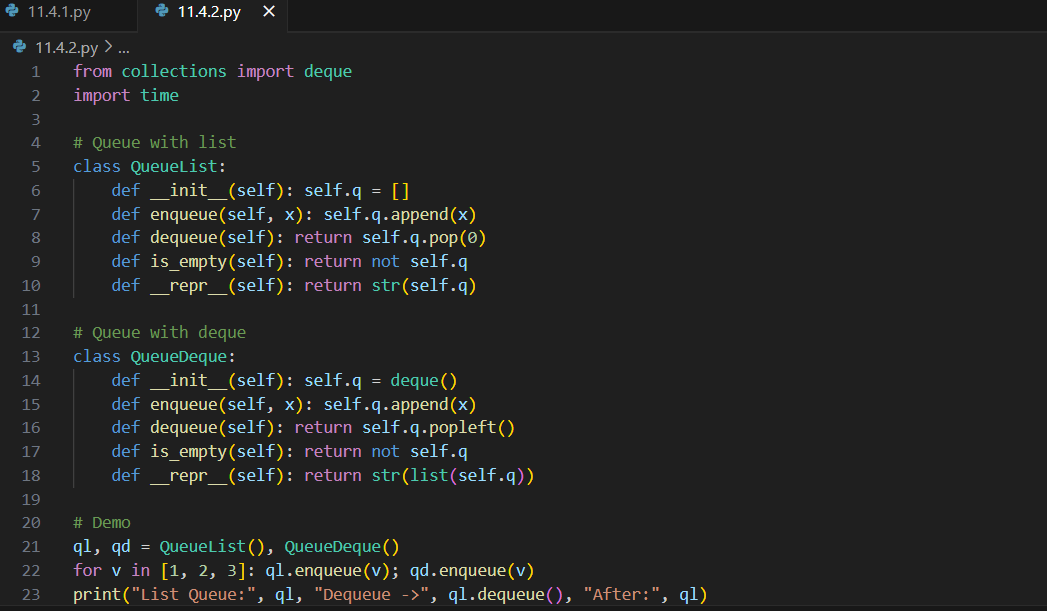 11.4.1.py 11.4.2.py
11.4.2.py > ...
1 from collections import deque
2 import time
3
4 # Queue with list
5 class QueueList:
6     def __init__(self): self.q = []
7     def enqueue(self, x): self.q.append(x)
8     def dequeue(self): return self.q.pop(0)
9     def is_empty(self): return not self.q
10     def __repr__(self): return str(self.q)
11
12 # Queue with deque
13 class QueueDeque:
14     def __init__(self): self.q = deque()
15     def enqueue(self, x): self.q.append(x)
16     def dequeue(self): return self.q.popleft()
17     def is_empty(self): return not self.q
18     def __repr__(self): return str(list(self.q))
19
20 # Demo
21 ql, qd = QueueList(), QueueDeque()
22 for v in [1, 2, 3]: ql.enqueue(v); qd.enqueue(v)
23 print("List Queue:", ql, "Dequeue ->", ql.dequeue(), "After:", ql)